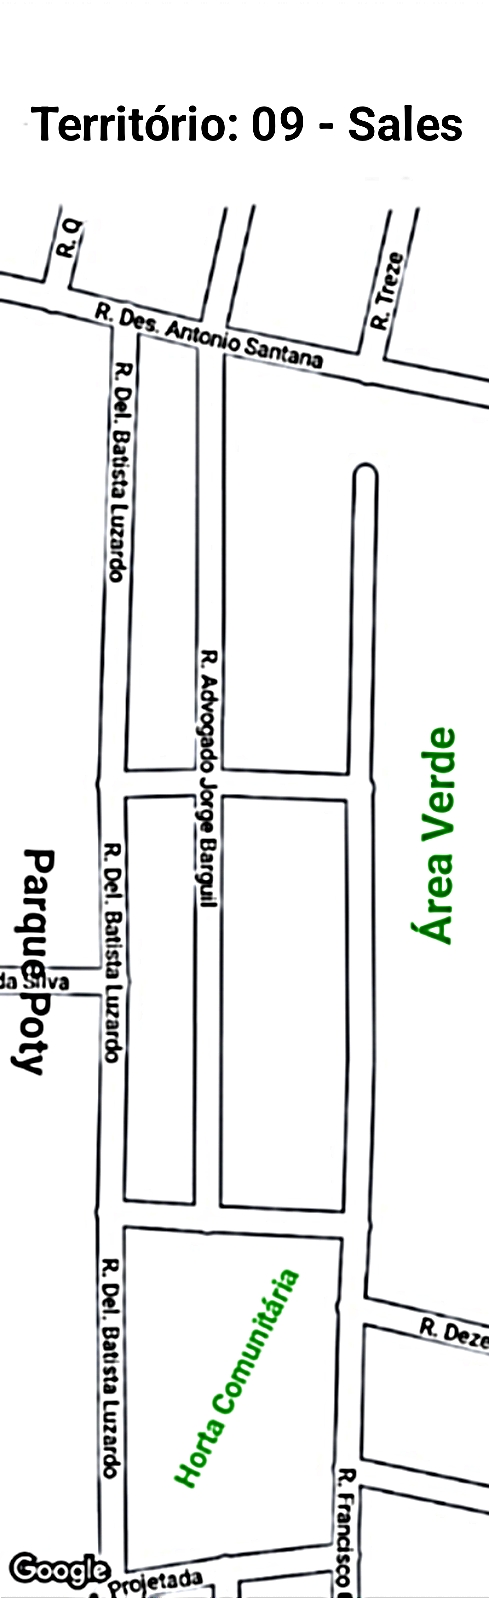 Território: 09 - Sales
R. Q
R. Treze
R. Des. Antonio Santana
R. Del. Batista Luzardo
R. Advogado Jorge Barguil
Área Verde
R. Del. Batista Luzardo
Parque Poty
da Silva
R. Del. Batista Luzardo
Horta Comunitária
R. Deze
R. Francisco
Google
Projetada